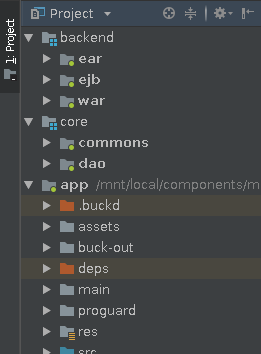 1: Project
Project
backend
ear
ejb
war
core
commons
dao
app /mnt/local/components/m
.buckd
assets
buck-out
deps
main
proguard
res
src